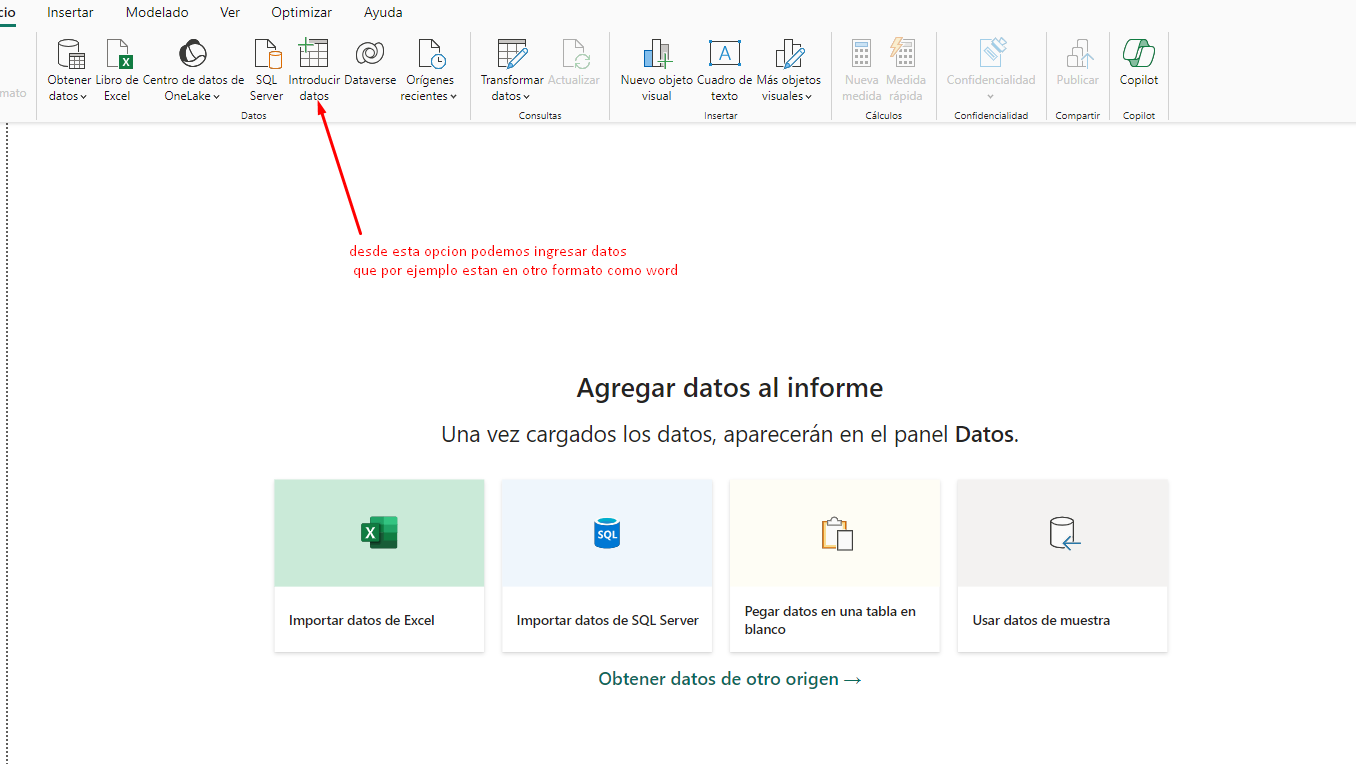 cio Insertar Modelado Ver Optimizar Ayuda
mato
Obtener datos
Libro de Excel
Centro de datos de OneLake
SQL Server
Introducir datos
Dataverse
Orígenes recientes
Datos
Transformar datos
Actualizar
Consultas
Nuevo objeto visual
Cuadro de texto
Más objetos visuales
Insertar
Nueva medida
Medida rápida
Cálculos
Confidencialidad
Confidencialidad
Publicar
Compartir
Copilot
Copilot
desde esta opcion podemos ingresar datos
que por ejemplo estan en otro formato como word
Agregar datos al informe
Una vez cargados los datos, aparecerán en el panel Datos.
Importar datos de Excel
SQL
Importar datos de SQL Server
Pegar datos en una tabla en
blanco
Usar datos de muestra
Obtener datos de otro origen →